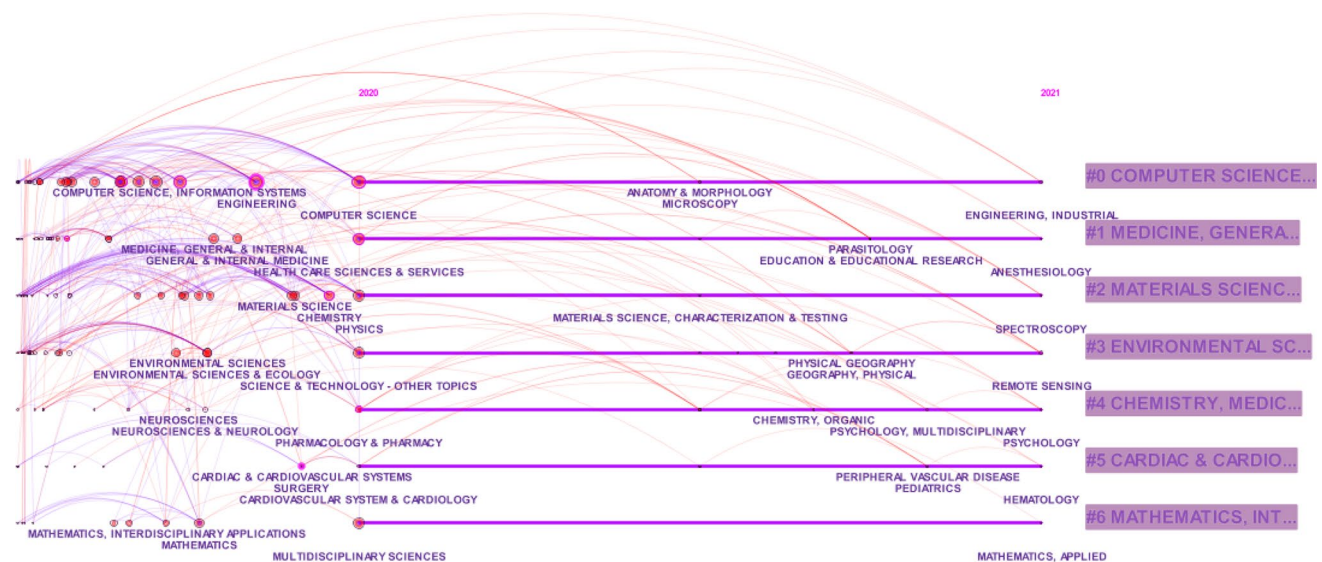 2020
2021
#0 COMPUTER SCIENCE...
COMPUTER SCIENCE, INFORMATION SYSTEMS
ANATOMY & MORPHOLOGY
ENGINEERING
MICROSCOPY
COMPUTER SCIENCE
ENGINEERING, INDUSTRIAL
#1 MEDICINE, GENERA...
MEDICINE, GENERAL & INTERNAL
PARASITOLOGY
GENERAL & INTERNAL MEDICINE
EDUCATION & EDUCATIONAL RESEARCH
HEALTH CARE SCIENCES & SERVICES
ANESTHESIOLOGY
#2 MATERIALS SCIENC...
MATERIALS SCIENCE
CHEMISTRY
MATERIALS SCIENCE, CHARACTERIZATION & TESTING
PHYSICS
SPECTROSCOPY
#3 ENVIRONMENTAL SC...
ENVIRONMENTAL SCIENCES
PHYSICAL GEOGRAPHY
ENVIRONMENTAL SCIENCES & ECOLOGY
GEOGRAPHY, PHYSICAL
SCIENCE & TECHNOLOGY - OTHER TOPICS
REMOTE SENSING
#4 CHEMISTRY, MEDIC...
NEUROSCIENCES
CHEMISTRY, ORGANIC
NEUROSCIENCES & NEUROLOGY
PSYCHOLOGY, MULTIDISCIPLINARY
PHARMACOLOGY & PHARMACY
PSYCHOLOGY
#5 CARDIAC & CARDIO...
CARDIAC & CARDIOVASCULAR SYSTEMS
PERIPHERAL VASCULAR DISEASE
SURGERY
PEDIATRICS
CARDIOVASCULAR SYSTEM & CARDIOLOGY
HEMATOLOGY
#6 MATHEMATICS, INT...
MATHEMATICS, INTERDISCIPLINARY APPLICATIONS
MATHEMATICS
MULTIDISCIPLINARY SCIENCES
MATHEMATICS, APPLIED